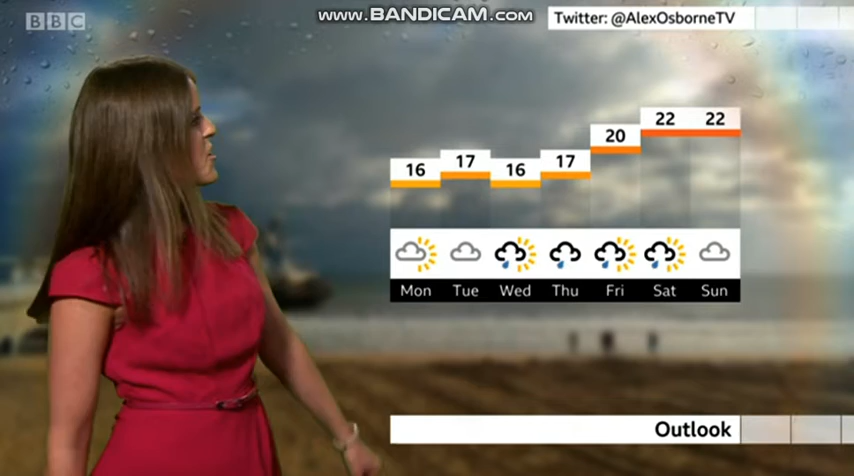 BBC
WWW.BANDICAM.COM
Twitter: @AlexOsborneTV
16 17 16 17 20 22 22
Mon Tue Wed Thu Fri Sat Sun
Outlook